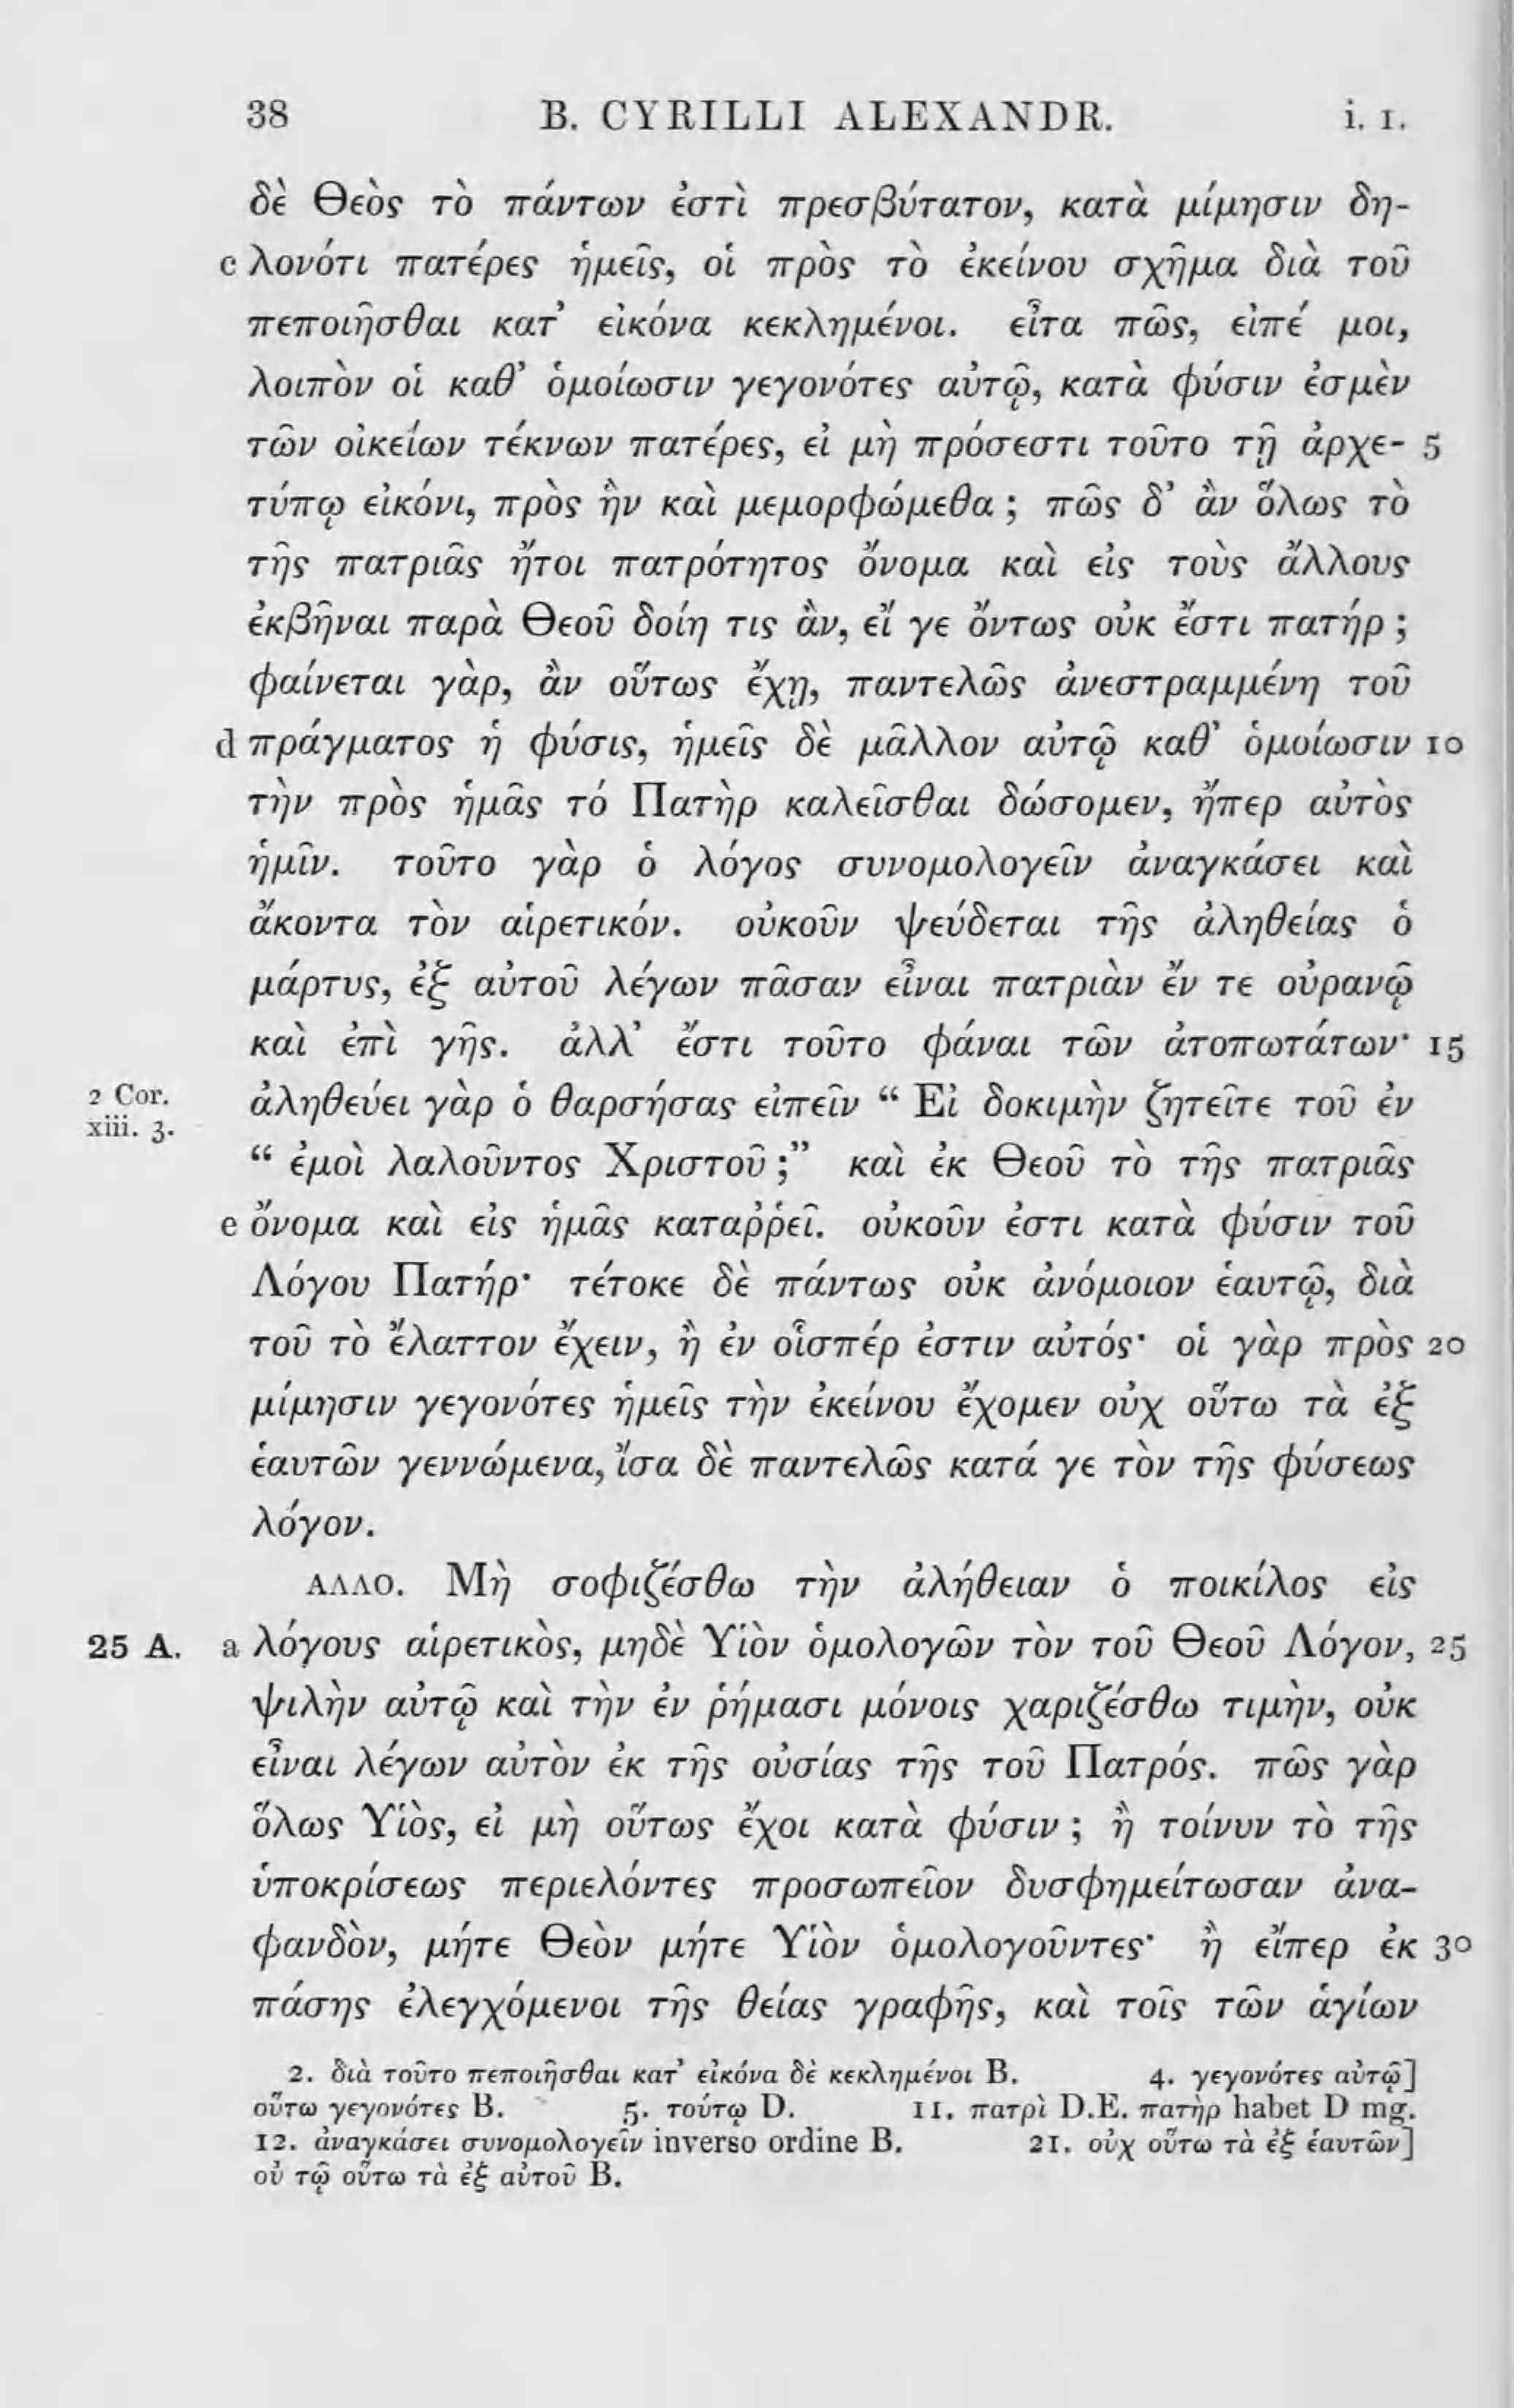 38 B. CYRILLI ALEXANDR. i. 1.
δὲ Θεὸς τὸ πάντων ἐστὶ πρεσβύτατον, κατὰ μίμησιν δη-
c λονότι πατέρες ἡμεῖς, οἱ πρὸς τὸ ἐκείνου σχῆμα διὰ τοῦ
πεποιῆσθαι κατ’ εἰκόνα κεκλημένοι. εἶτα πῶς, εἰπέ μοι,
λοιπὸν οἱ καθ’ ὁμοίωσιν γεγονότες αὐτῷ, κατὰ φύσιν ἐσμὲν
τῶν οἰκείων τέκνων πατέρες, εἰ μὴ πρόσεστι τοῦτο τῇ ἀρχε- 5
τύπῳ εἰκόνι, πρὸς ἣν καὶ μεμορφώμεθα ; πῶς δ’ ἂν ὅλως τὸ
τῆς πατριᾶς ἤτοι πατρότητος ὄνομα καὶ εἰς τοὺς ἄλλους
ἐκβῆναι παρὰ Θεοῦ δοίη τις ἂν, εἴ γε ὄντως οὐκ ἔστι πατήρ ;
φαίνεται γὰρ, ἂν οὕτως ἔχῃ, παντελῶς ἀνεστραμμένη τοῦ
d πράγματος ἡ φύσις, ἡμεῖς δὲ μᾶλλον αὐτῷ καθ’ ὁμοίωσιν 10
τὴν πρὸς ἡμᾶς τό Πατὴρ καλεῖσθαι δώσομεν, ἤπερ αὐτὸς
ἡμῖν. τοῦτο γὰρ ὁ λόγος συνομολογεῖν ἀναγκάσει καὶ
ἄκοντα τὸν αἱρετικόν. οὐκοῦν ψεύδεται τῆς ἀληθείας ὁ
μάρτυς, ἐξ αὐτοῦ λέγων πᾶσαν εἶναι πατριὰν ἔν τε οὐρανῷ
καὶ ἐπὶ γῆς. ἀλλ’ ἔστι τοῦτο φάναι τῶν ἀτοπωτάτων· 15
2 Cor. ἀληθεύει γὰρ ὁ θαρσήσας εἰπεῖν “ Εἰ δοκιμὴν ζητεῖτε τοῦ ἐν
xiii. 3. “ ἐμοὶ λαλοῦντος Χριστοῦ ;” καὶ ἐκ Θεοῦ τὸ τῆς πατριᾶς
e ὄνομα καὶ εἰς ἡμᾶς καταῤῥεῖ. οὐκοῦν ἐστι κατὰ φύσιν τοῦ
Λόγου Πατήρ· τέτοκε δὲ πάντως οὐκ ἀνόμοιον ἑαυτῷ, διὰ
τοῦ τὸ ἔλαττον ἔχειν, ἢ ἐν οἷσπέρ ἐστιν αὐτός· οἱ γὰρ πρὸς 20
μίμησιν γεγονότες ἡμεῖς τὴν ἐκείνου ἔχομεν οὐχ οὕτω τὰ ἐξ
ἑαυτῶν γεννώμενα, ἴσα δὲ παντελῶς κατά γε τὸν τῆς φύσεως
λόγον.
ΑΛΛΟ. Μὴ σοφιζέσθω τὴν ἀλήθειαν ὁ ποικίλος εἰς
25 A. a λόγους αἱρετικὸς, μηδὲ Υἱὸν ὁμολογῶν τὸν τοῦ Θεοῦ Λόγον, 25
ψιλὴν αὐτῷ καὶ τὴν ἐν ῥήμασι μόνοις χαριζέσθω τιμὴν, οὐκ
εἶναι λέγων αὐτὸν ἐκ τῆς οὐσίας τῆς τοῦ Πατρός. πῶς γὰρ
ὅλως Υἱὸς, εἰ μὴ οὕτως ἔχοι κατὰ φύσιν ; ἢ τοίνυν τὸ τῆς
ὑποκρίσεως περιελόντες προσωπεῖον δυσφημείτωσαν ἀνα-
φανδὸν, μήτε Θεὸν μήτε Υἱὸν ὁμολογοῦντες· ἢ εἴπερ ἐκ 30
πάσης ἐλεγχόμενοι τῆς θείας γραφῆς, καὶ τοῖς τῶν ἁγίων
2. διὰ τοῦτο πεποιῆσθαι κατ’ εἰκόνα δὲ κεκλημένοι B. 4. γεγονότες αὐτῷ]
οὕτω γεγονότες B. 5. τούτῳ D. 11. πατρὶ D.E. πατὴρ habet D mg.
12. ἀναγκάσει συνομολογεῖν inverso ordine B. 21. οὐχ οὕτω τὰ ἐξ ἑαυτῶν]
οὐ τῷ οὕτω τὰ ἐξ αὐτοῦ B.